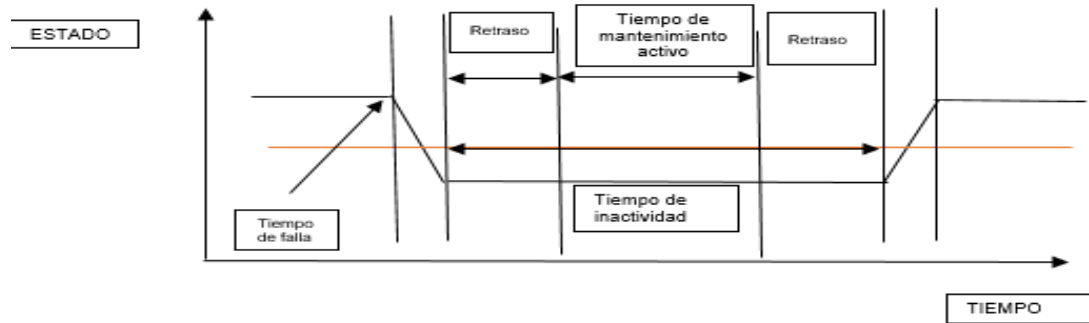 ESTADO
Retraso
Tiempo de
mantenimiento
activo
Retraso
Tiempo
de falla
Tiempo de
inactividad
TIEMPO